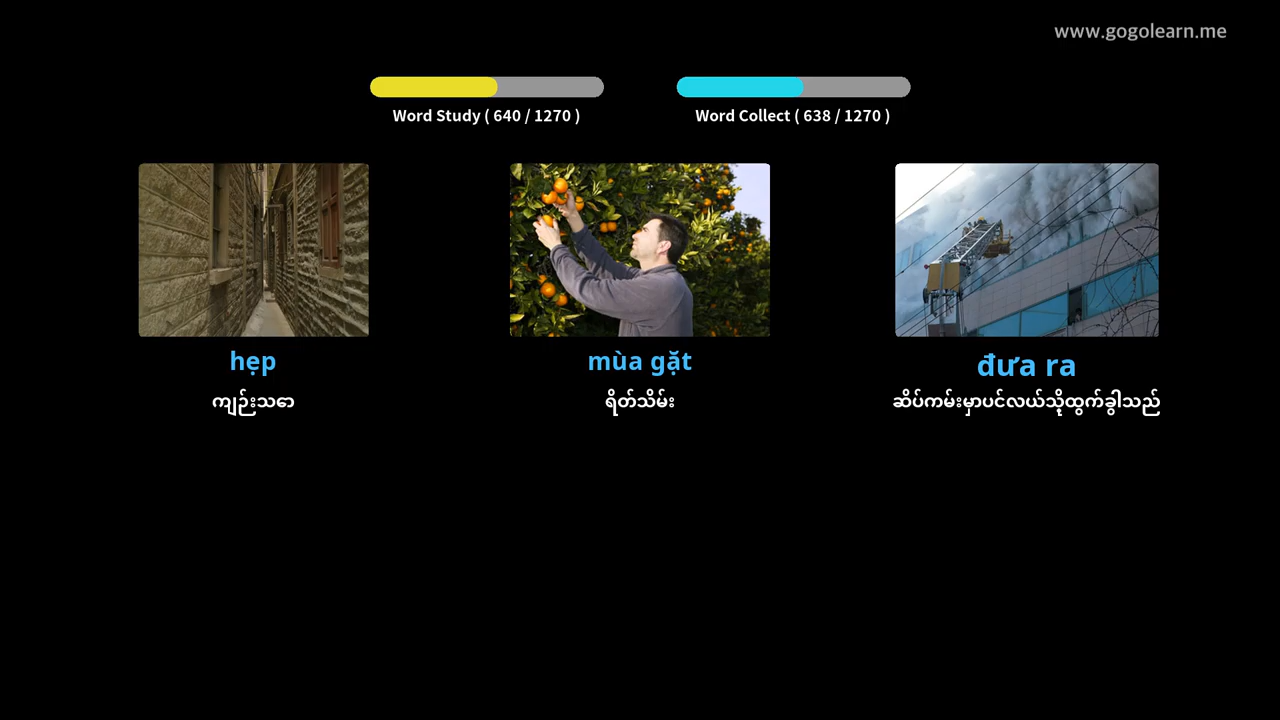 www.gogolearn.me
Word Study ( 640 / 1270 )
Word Collect ( 638 / 1270 )
hẹp
mùa gặt
đưa ra
ကျဉ်းသော
ရိတ်သိမ်း
ဆိပ်ကမ်းမှာပင်လယ်သို့ထွက်ခွါသည်